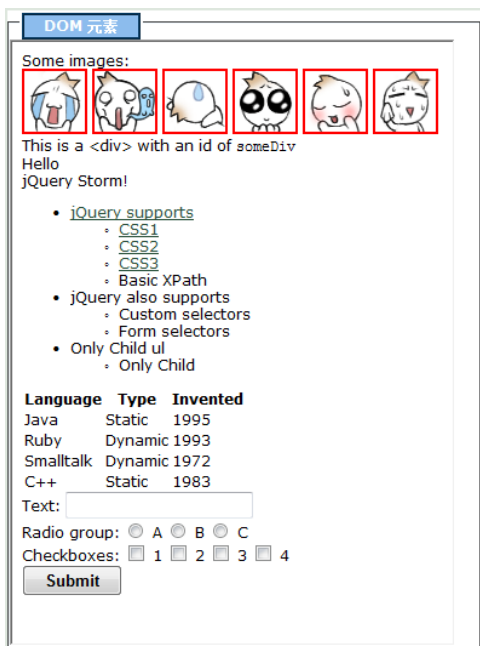 DOM 元素
Some images:
This is a <div> with an id of someDiv
Hello
jQuery Storm!
jQuery supports
CSS1
CSS2
CSS3
Basic XPath
jQuery also supports
Custom selectors
Form selectors
Only Child ul
Only Child
Language Type Invented
Java Static 1995
Ruby Dynamic 1993
Smalltalk Dynamic 1972
C++ Static 1983
Text:
Radio group: A B C
Checkboxes: 1 2 3 4
Submit